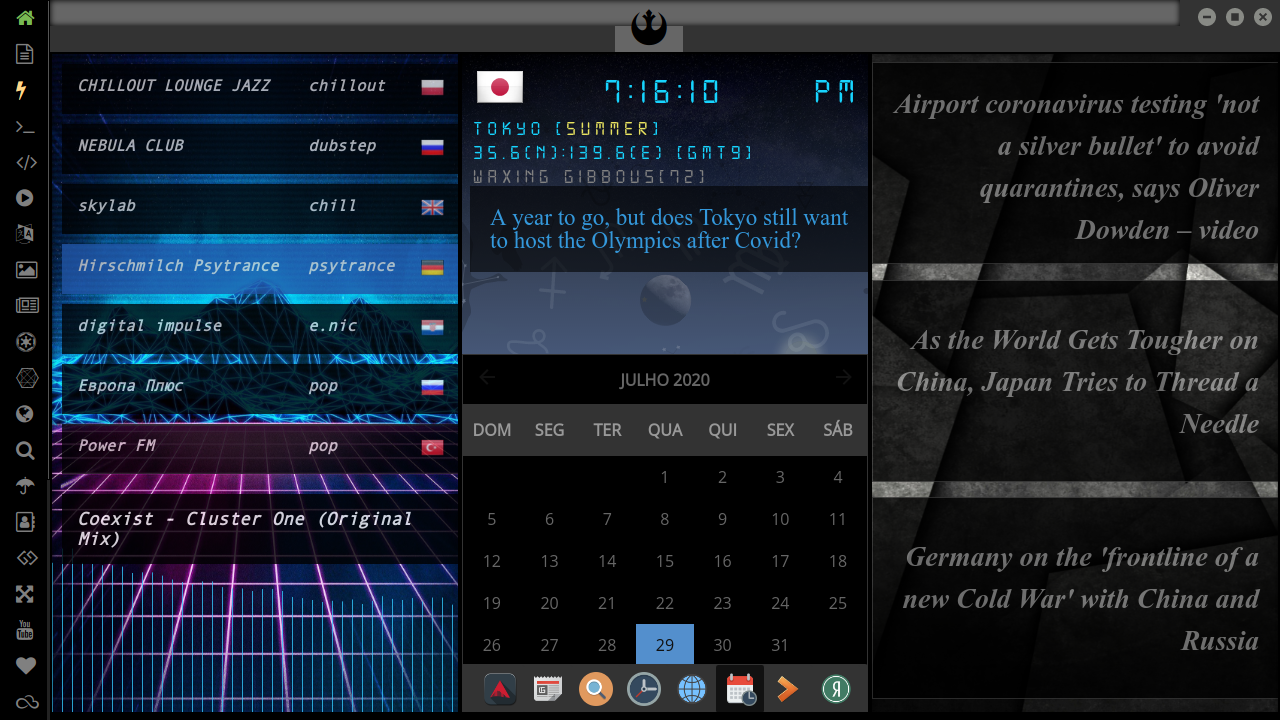 CHILLOUT LOUNGE JAZZ chillout
NEBULA CLUB dubstep
skylab chill
Hirschmilch Psytrance psytrance
digital impulse e.nic
Европа Плюс pop
Power FM pop
Coexist - Cluster One (Original
Mix)
7:16:10 PM
TOKYO [SUMMER]
35.6(N):139.6(E) [GMT9]
WAXING GIBBOUS(72)
A year to go, but does Tokyo still want
to host the Olympics after Covid?
JULHO 2020
DOM SEG TER QUA QUI SEX SÁB
1 2 3 4
5 6 7 8 9 10 11
12 13 14 15 16 17 18
19 20 21 22 23 24 25
26 27 28 29 30 31
Airport coronavirus testing 'not
a silver bullet' to avoid
quarantines, says Oliver
Dowden – video
As the World Gets Tougher on
China, Japan Tries to Thread a
Needle
Germany on the 'frontline of a
new Cold War' with China and
Russia
You
Tube
Я